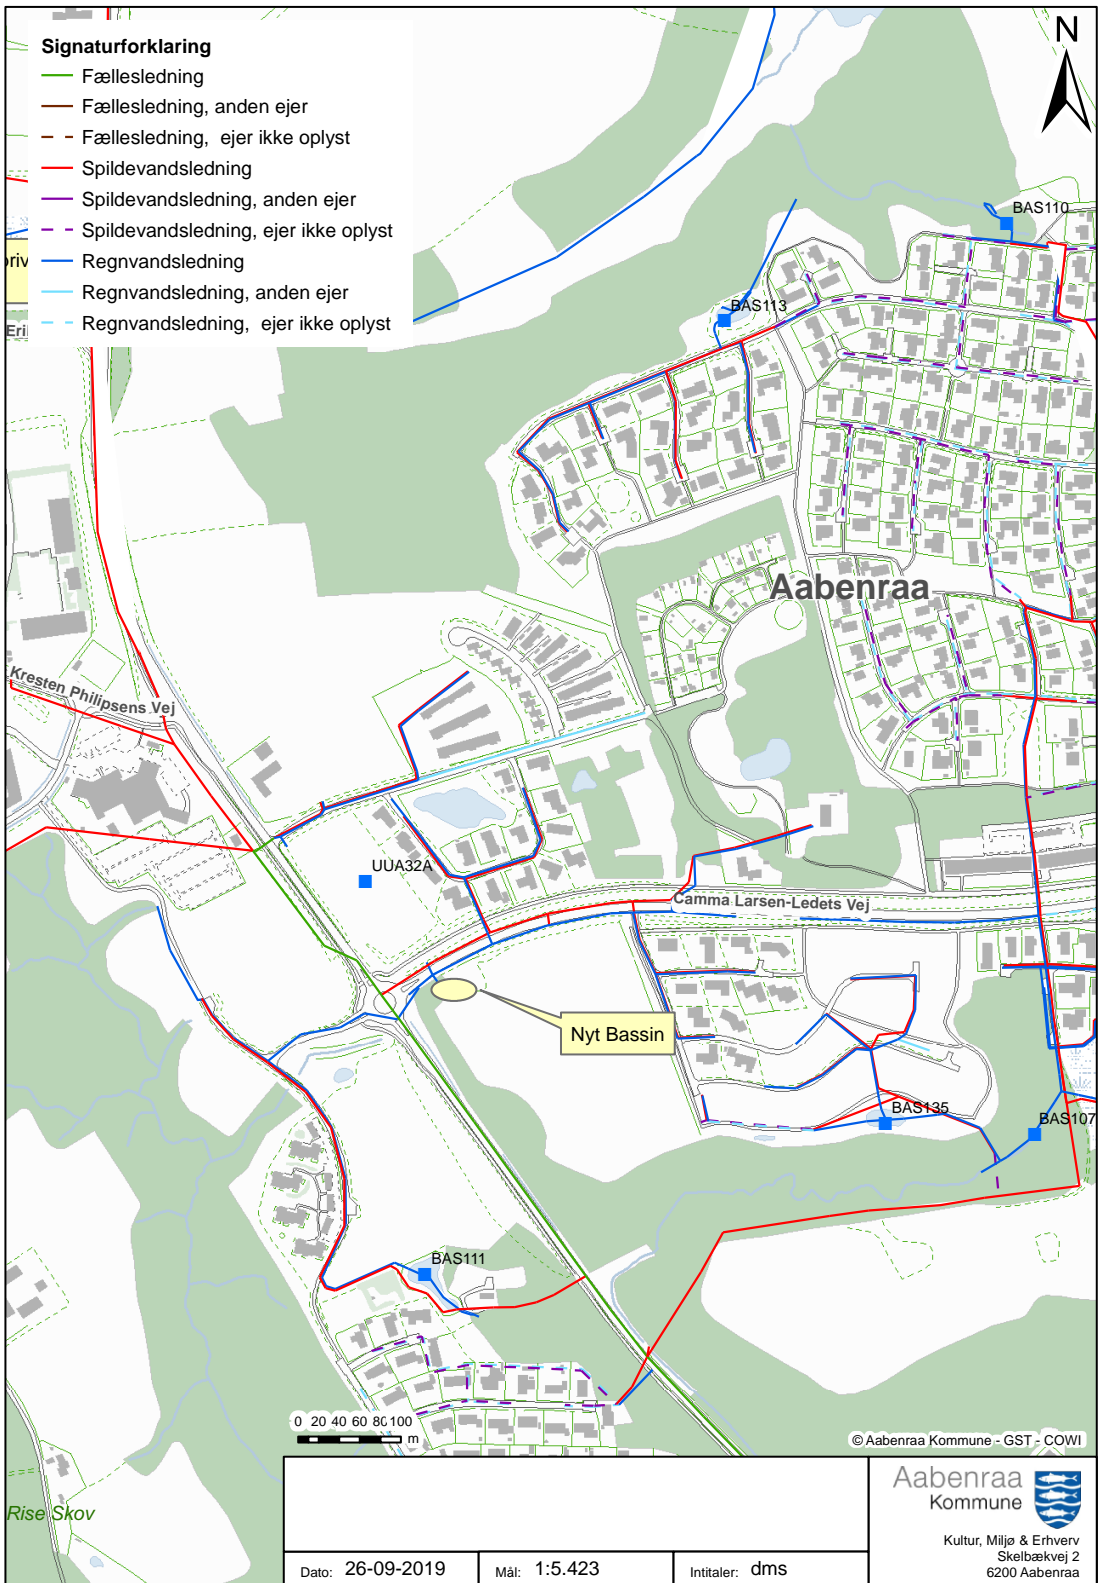 Signaturforklaring
Fællesledning
Fællesledning, anden ejer
Fællesledning,  ejer ikke oplyst
Spildevandsledning
Spildevandsledning, anden ejer
Spildevandsledning, ejer ikke oplyst
Regnvandsledning
Regnvandsledning, anden ejer
Regnvandsledning,  ejer ikke oplyst
N
BAS110
priv
BAS113
Eri
Aabenraa
Kresten Philipsens Vej
UUA32A
Camma Larsen-Ledets Vej
Nyt Bassin
BAS135
BAS107
BAS111
0 20 40 60 80 100
m
© Aabenraa Kommune - GST - COWI
Rise Skov
Aabenraa
Kommune
Kultur, Miljø & Erhverv
Skelbækvej 2
6200 Aabenraa
Dato: 26-09-2019
Mål: 1:5.423
Intitaler: dms